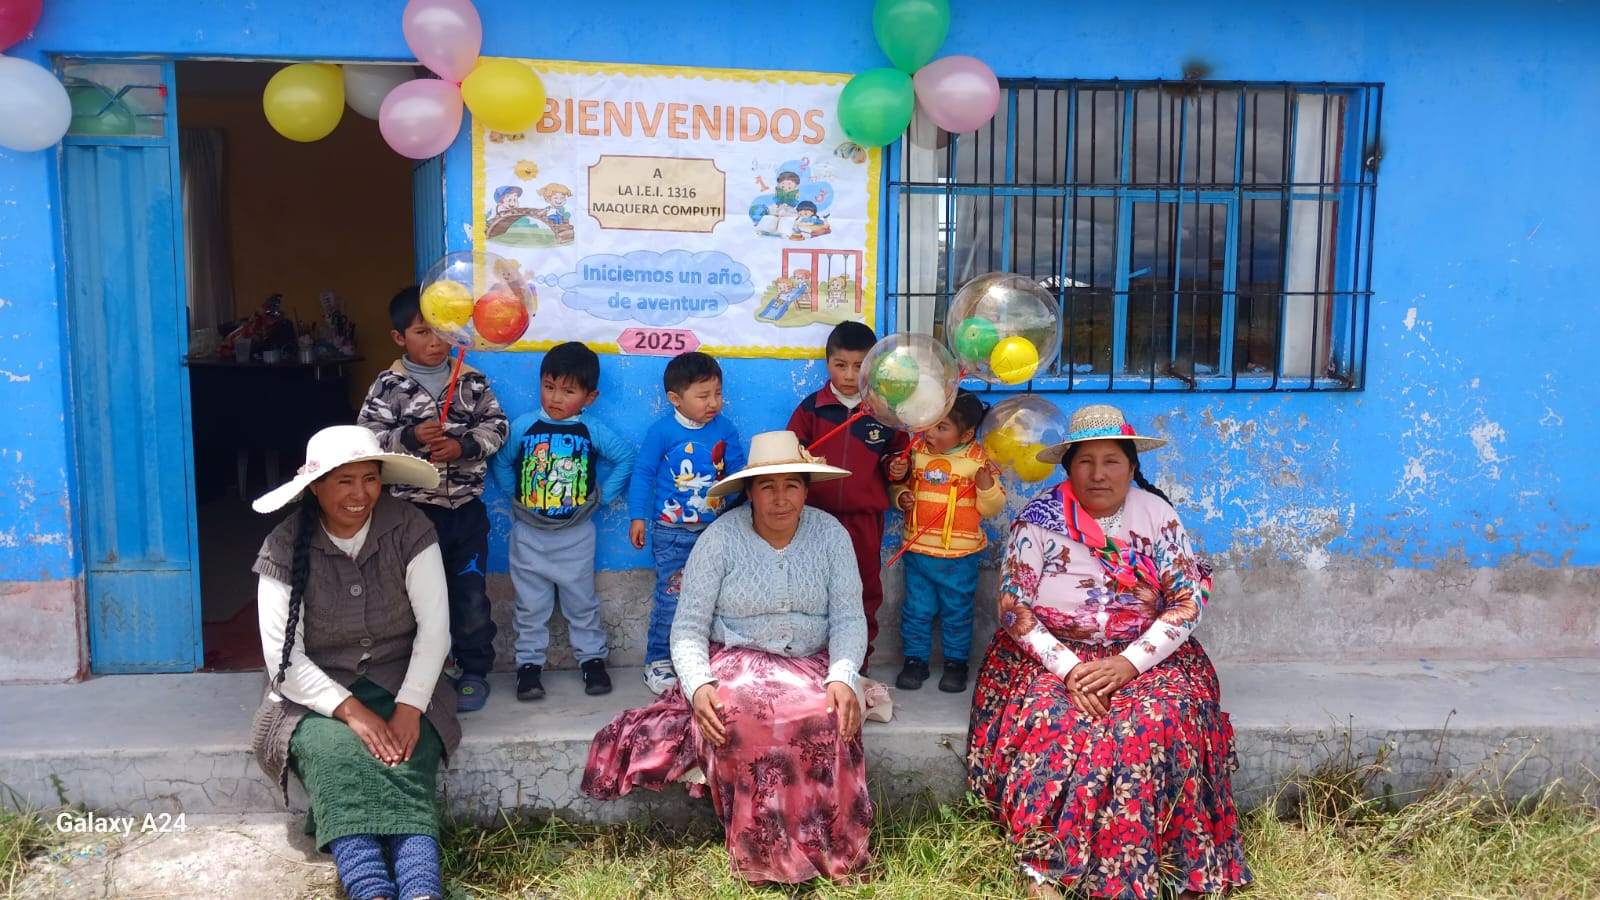 BIENVENIDOS
A
LA I.E.I. 1316
MAQUERA COMPUTI
Iniciemos un año
de aventura
2025
THE TOYS
Galaxy A24